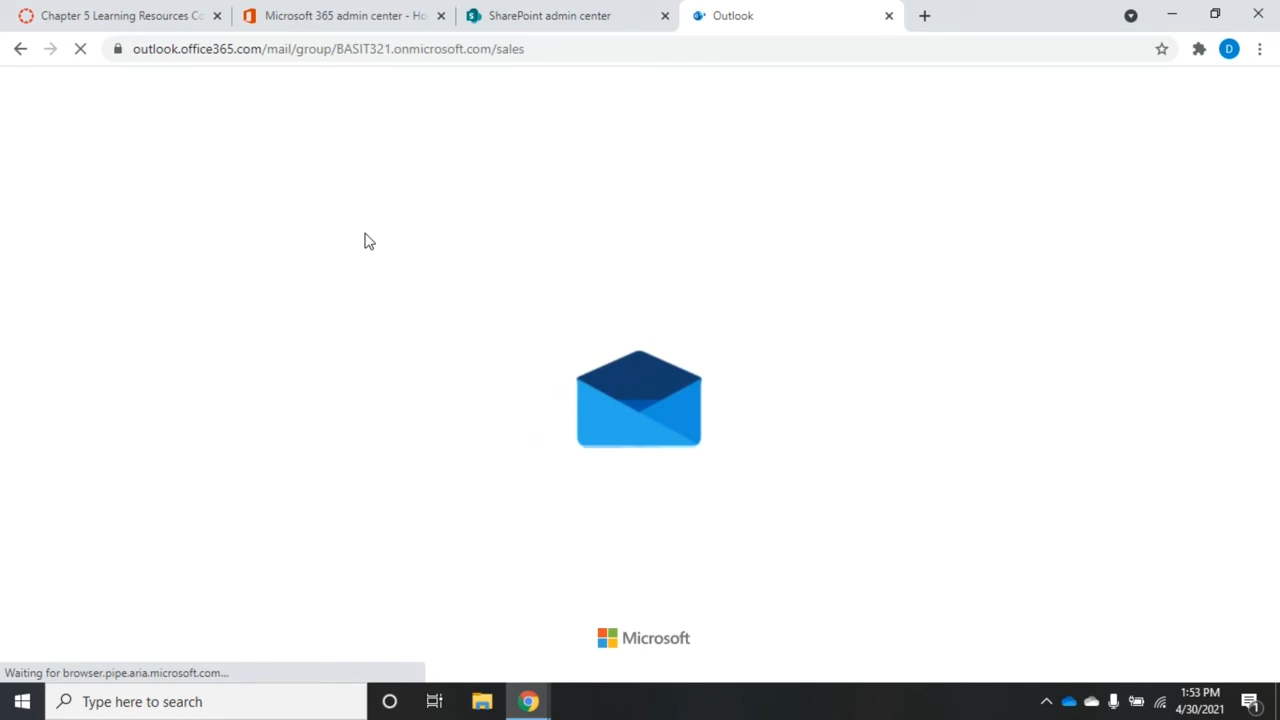 Chapter 5 Learning Resources Co
Microsoft 365 admin center - Ho
SharePoint admin center
Outlook
outlook.office365.com/mail/group/BASIT321.onmicrosoft.com/sales
D
Microsoft
Waiting for browser.pipe.aria.microsoft.com...
Type here to search
1:53 PM
4/30/2021
1